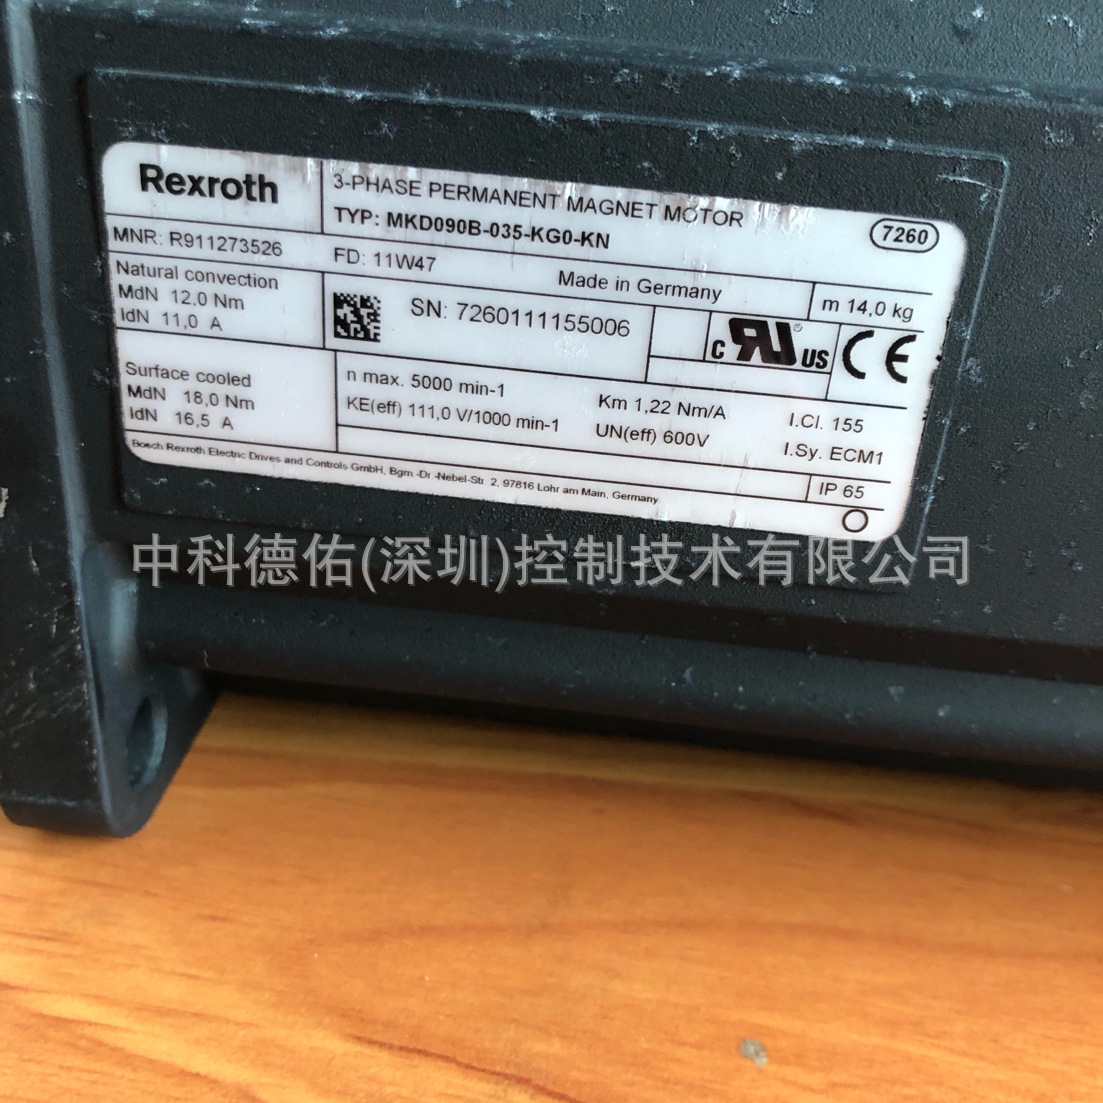 Rexroth
3-PHASE PERMANENT MAGNET MOTOR
TYP: MKD090B-035-KG0-KN
7260
MNR: R911273526
FD: 11W47
Made in Germany
m 14,0 kg
Natural convection
MdN 12,0 Nm
IdN 11,0 A
SN: 7260111155006
c RU ® US
CE
Surface cooled
MdN 18,0 Nm
IdN 16,5 A
n max. 5000 min-1
KE(eff) 111,0 V/1000 min-1
Km 1,22 Nm/A
UN(eff) 600V
I.Cl. 155
I.Sy. ECM1
IP 65
Bosch Rexroth Electric Drives and Controls GmbH, Bgm.-Dr.-Nebel-Str. 2, 97816 Lohr am Main, Germany
中科德佑(深圳)控制技术有限公司